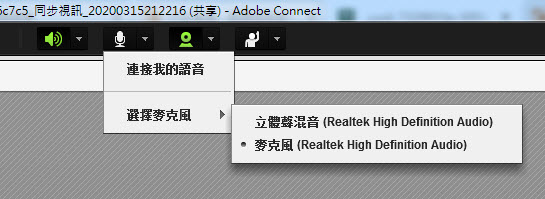 6c7c5_同步視訊_20200315212216 (共享) - Adobe Connect
連接我的語音
選擇麥克風
立體聲混音 (Realtek High Definition Audio)
麥克風 (Realtek High Definition Audio)